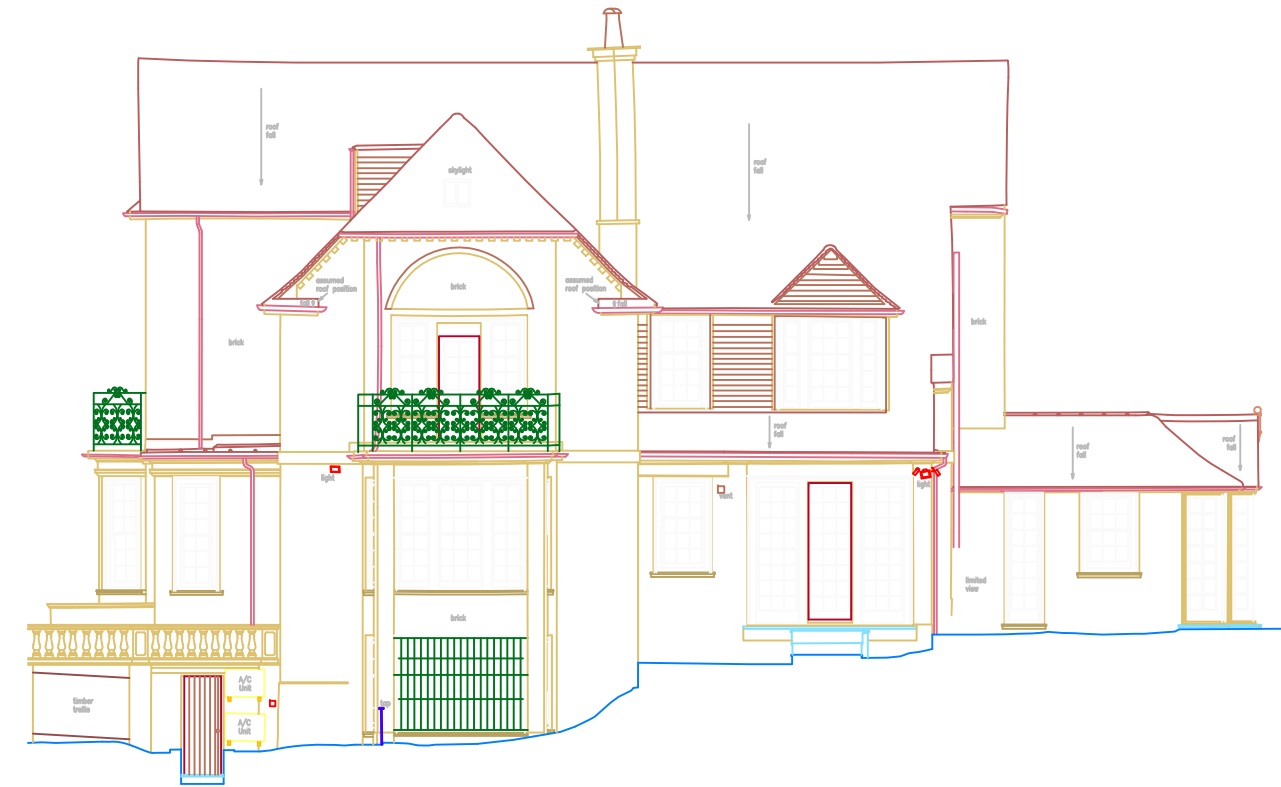 roof
fall
skylight
roof
fall
assumed
roof position
fall ?
assumed
roof position
? fall
brick
brick
brick
roof
fall
roof
fall
roof
fall
light
light
vent
limited
view
brick
A/C
Unit
timber
trellis
A/C
Unit
tap